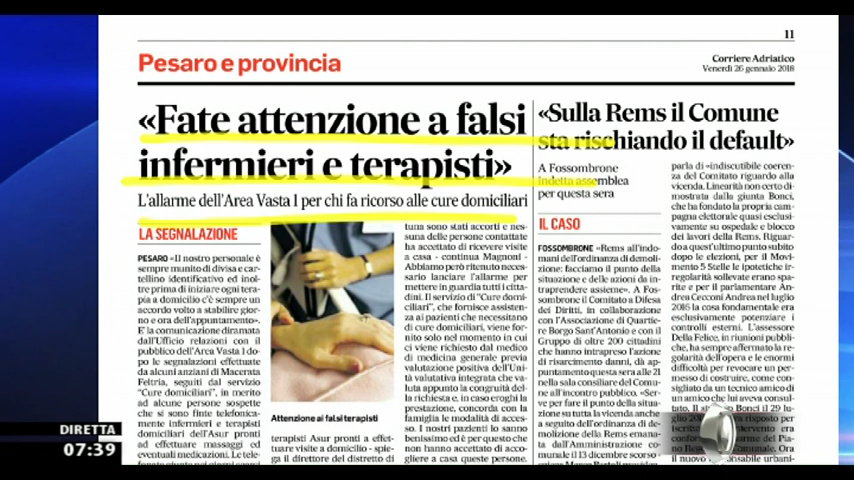 11
Pesaro e provincia
Corriere Adriatico
Venerdì 26 gennaio 2018
«Fate attenzione a falsi
infermieri e terapisti»
L'allarme dell'Area Vasta 1 per chi fa ricorso alle cure domiciliari
LA SEGNALAZIONE
PESARO «Il nostro personale è
sempre munito di divisa e car-
tellino identificativo ed inol-
tre prima di iniziare ogni tera-
pia a domicilio c'è sempre un
accordo volto a stabilire gior-
no e ora dell'appuntamento».
E' la comunicazione diramata
dall'Ufficio relazioni con il
pubblico dell'Area Vasta 1 do-
po le segnalazioni effettuate
da alcuni anziani di Macerata
Feltria, seguiti dal servizio
"Cure domiciliari", in merito
ad alcune persone sospette
che si sono finte telefonica-
mente infermieri e terapisti
domiciliari dell'Asur pronti
ad effettuare massaggi ed
eventuali medicazioni. Le tele-
Attenzione ai falsi terapisti
terapisti Asur pronti a effet-
tuare visite a domicilio - spie-
ga il direttore del distretto di
tuna sono stati accorti e nes-
suna delle persone contattate
ha accettato di ricevere visite
a casa - continua Magnoni -
Abbiamo però ritenuto neces-
sario lanciare l'allarme per
mettere in guardia tutti i citta-
dini. Il servizio di "Cure domi-
ciliari", che fornisce assisten-
za ai pazienti che necessitano
di cure domiciliari, viene for-
nito solo nel momento in cui
ci viene richiesto dal medico
di medicina generale previa
valutazione positiva dell'Uni-
tà valutativa integrata che va-
luta appunto la congruità del-
la richiesta e, in caso eroghi la
prestazione, concorda con la
famiglia le modalità di acces-
so. I nostri pazienti lo sanno
benissimo ed è per questo che
non hanno accettato di acco-
gliere a casa queste persone.
«Sulla Rems il Comune
sta rischiando il default»
A Fossombrone
indetta assemblea
per questa sera
IL CASO
FOSSOMBRONE «Rems all'indo-
mani dell'ordinanza di demoli-
zione: facciamo il punto della
situazione e delle azioni da in-
traprendere assieme». A Fos-
sombrone il Comitato a Difesa
dei Diritti, in collaborazione
con l'Associazione di Quartie-
re Borgo Sant'Antonio e con il
Gruppo di oltre 200 cittadini
che hanno intrapreso l'azione
di risarcimento danni, dà ap-
puntamento questa sera alle 21
nella sala consiliare del Comu-
ne all'incontro pubblico. «Ser-
ve per fare il punto della situa-
zione su tutta la vicenda anche
a seguito dell'ordinanza di de-
molizione della Rems emana-
ta dall'Amministrazione co-
munale il 13 dicembre scorso -
parla di «indiscutibile coeren-
za del Comitato riguardo alla
vicenda. Linearità non certo di-
mostrata dalla giunta Bonci,
che ha fondato la propria cam-
pagna elettorale quasi esclusi-
vamente su ospedale e blocco
dei lavori della Rems. Riguar-
do a quest'ultimo punto subito
dopo le elezioni, per il Movi-
mento 5 Stelle le ipotetiche ir-
regolarità sollevate erano spa-
rite e per il parlamentare An-
drea Cecconi Andrea nel luglio
2015 la cosa fondamentale era
esclusivamente potenziare i
controlli esterni. L'assessore
Della Felice, in riunioni pubbli-
che, ha sempre affermato la re-
golarità dell'opera e le enormi
difficoltà per revocare un per-
messo di costruire, come con-
sigliato da un tecnico amico di
un amico che lui aveva consul-
DIRETTA
07:39